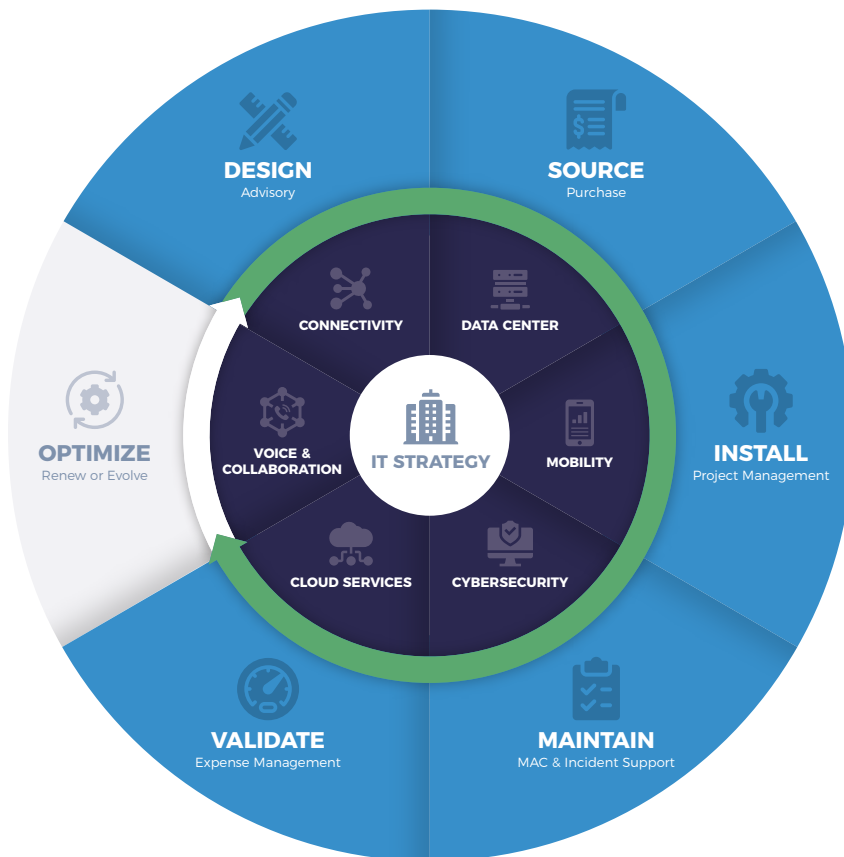 DESIGN
Advisory
SOURCE
Purchase
INSTALL
Project Management
MAINTAIN
MAC & Incident Support
VALIDATE
Expense Management
OPTIMIZE
Renew or Evolve
CONNECTIVITY
DATA CENTER
MOBILITY
CYBERSECURITY
CLOUD SERVICES
VOICE &
COLLABORATION
IT STRATEGY
$